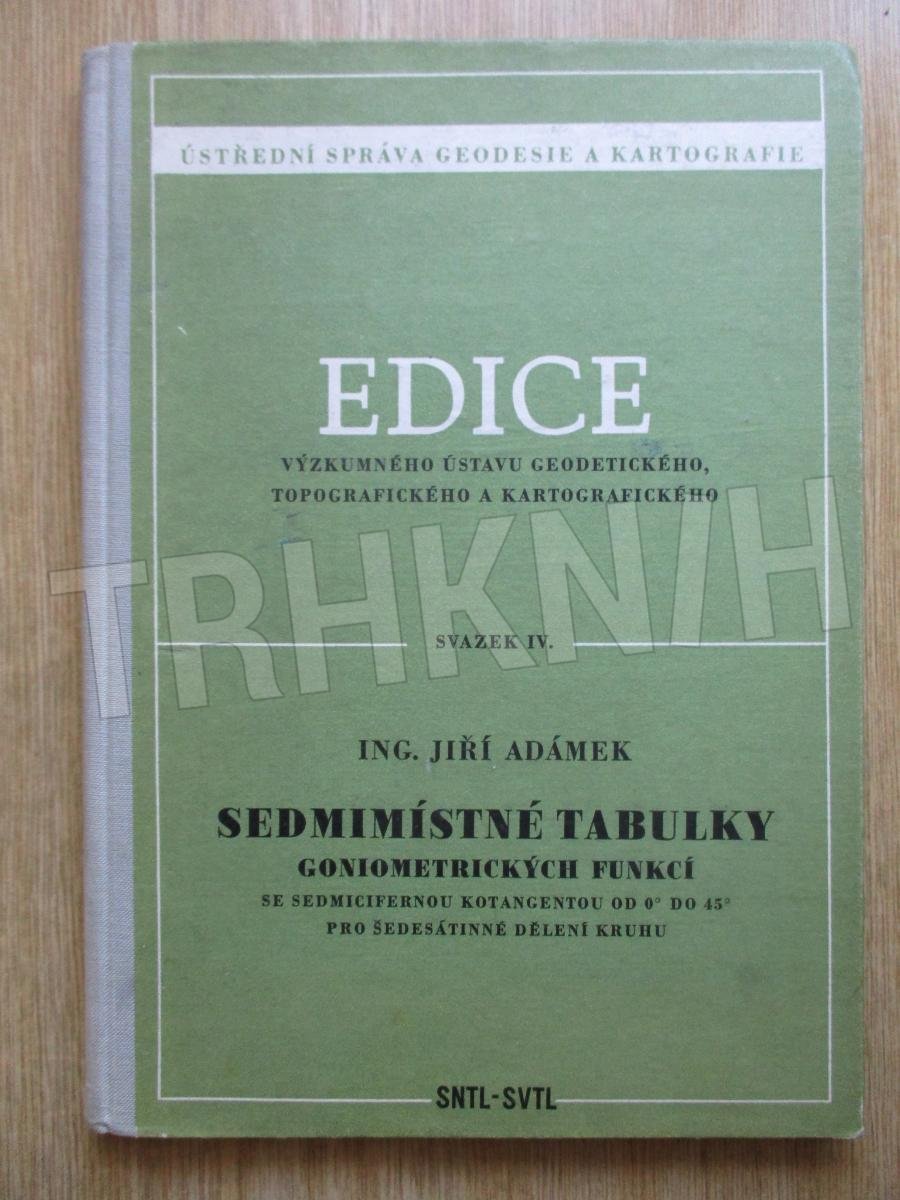 ÚSTŘEDNÍ SPRÁVA GEODESIE A KARTOGRAFIE
EDICE
VÝZKUMNÉHO ÚSTAVU GEODETICKÉHO,
TOPOGRAFICKÉHO A KARTOGRAFICKÉHO
TRHKNIH
SVAZEK IV.
ING. JIŘÍ ADÁMEK
SEDMIMÍSTNÉ TABULKY
GONIOMETRICKÝCH FUNKCÍ
SE SEDMICIFERNOU KOTANGENTOU OD 0° DO 45°
PRO ŠEDESÁTINNÉ DĚLENÍ KRUHU
SNTL-SVTL